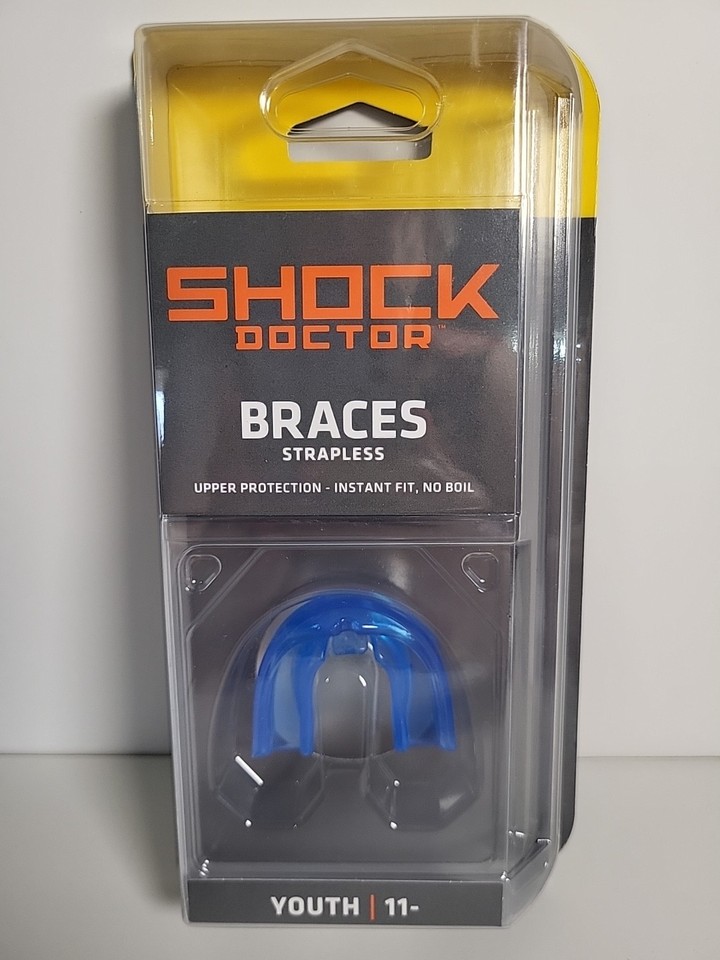 SHOCK
DOCTOR™
BRACES
STRAPLESS
UPPER PROTECTION - INSTANT FIT, NO BOIL
YOUTH | 11-